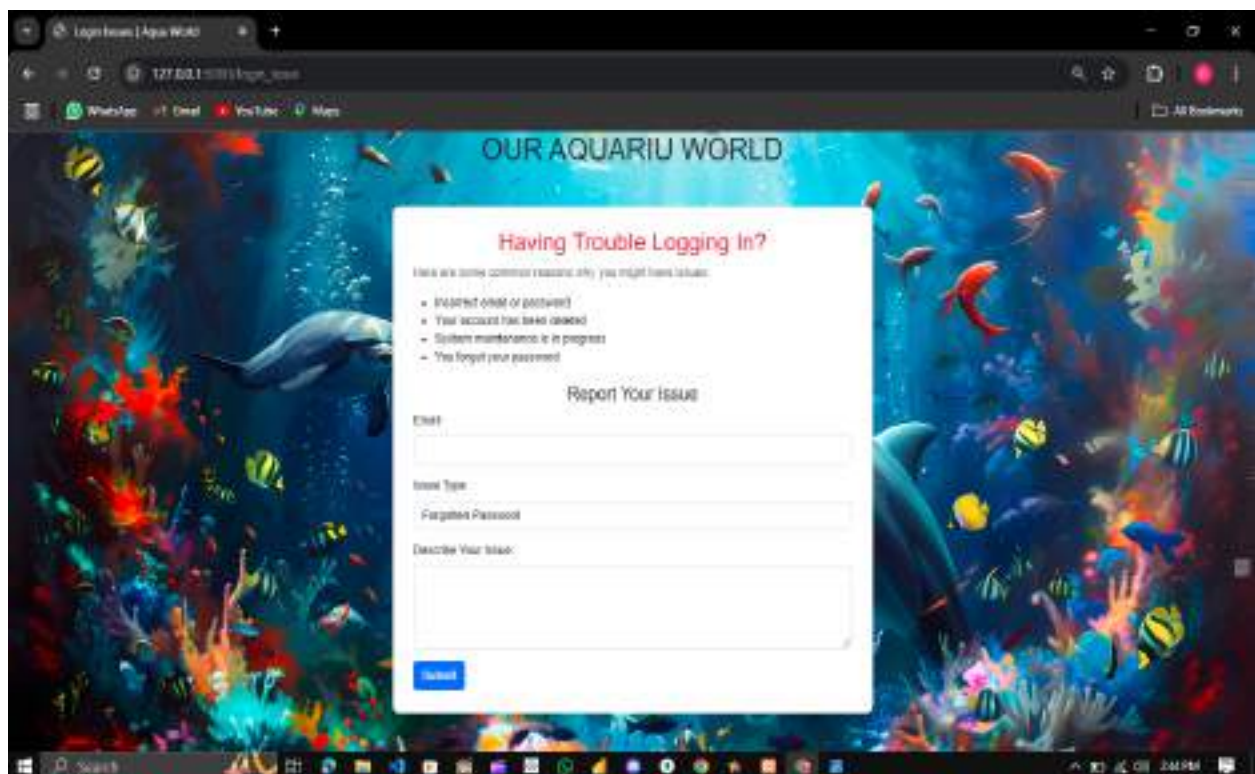 Login Issues | Aqua World
127.0.0.1
WhatsApp Gmail YouTube Maps
All Bookmarks
OUR AQUARIU WORLD
Having Trouble Logging In?
Here are some common reasons why you might have issues:
Incorrect email or password
Your account has been deleted
System maintenance is in progress
You forgot your password
Report Your Issue
Email:
Issue Type:
Forgotten Password
Describe Your Issue:
Submit
Search
2:44 PM